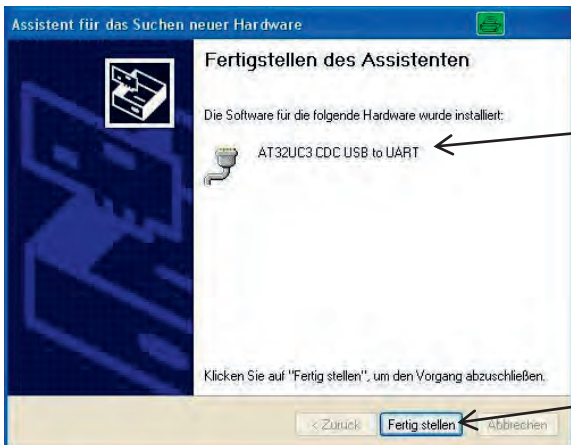 Assistent für das Suchen neuer Hardware
Fertigstellen des Assistenten
Die Software für die folgende Hardware wurde installiert:
AT32UC3 CDC USB to UART
Klicken Sie auf "Fertig stellen", um den Vorgang abzuschließen.
< Zurück Fertig stellen Abbrechen